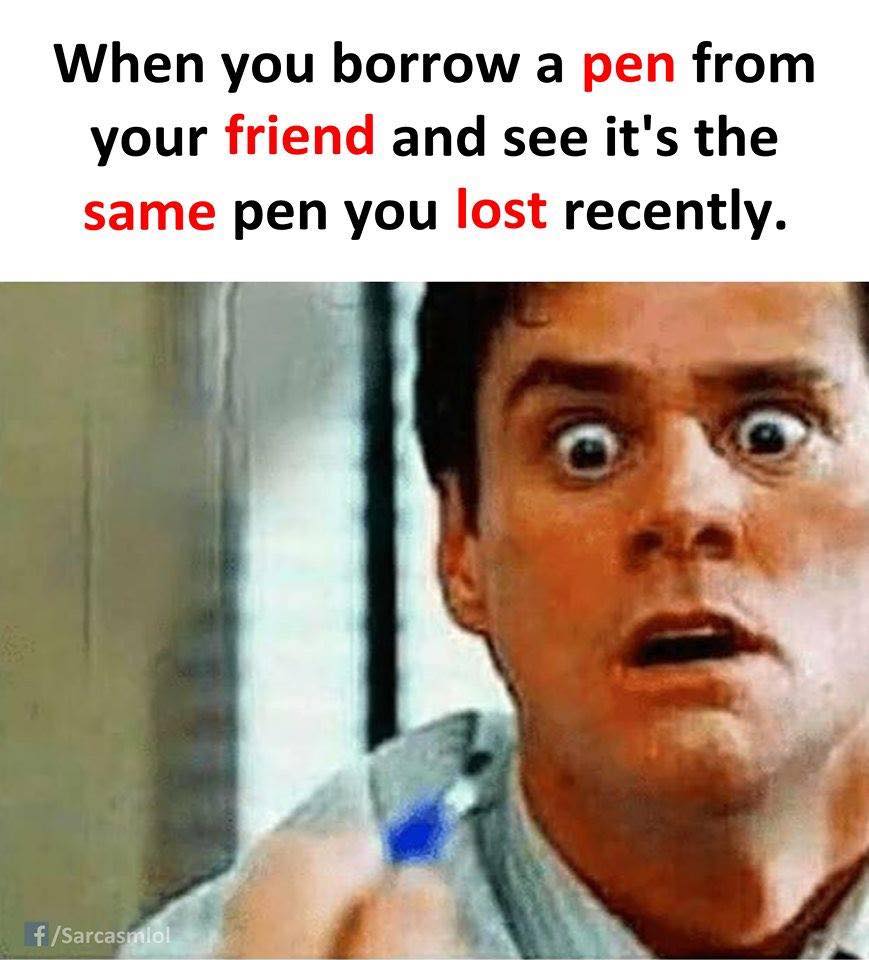 When you borrow a pen from
your friend and see it's the
same pen you lost recently.
f /Sarcasmlol